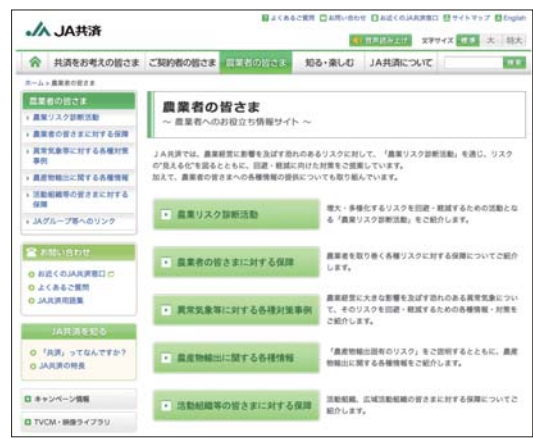 よくあるご質問 お問い合わせ お近くのJA共済窓口 サイトマップ English
JA共済
音声読み上げ 文字サイズ 標準 大 特大
共済をお考えの皆さま ご契約者の皆さま 農業者の皆さま 知る・楽しむ JA共済について 検索
ホーム > 農業者の皆さま
農業者の皆さま
農業リスク診断活動
農業者の皆さまに対する保障
異常気象等に対する各種対策
事例
農産物輸出に関する各種情報
活動組織等の皆さまに対する
保障
JAグループ等へのリンク
お問い合わせ
お近くのJA共済窓口
よくあるご質問
JA共済用語集
JA共済を知る
「共済」ってなんですか?
JA共済の特長
キャンペーン情報
TVCM・映像ライブラリ
農業者の皆さま
～ 農業者へのお役立ち情報サイト ～
JA共済では、農業経営に影響を及ぼす恐れのあるリスクに対して、「農業リスク診断活動」を通じ、リスク
の"見える化"を図るとともに、回避・軽減に向けた対策をご提案しています。
加えて、農業者の皆さまへの各種情報の提供についても取り組んでいます。
農業リスク診断活動
増大・多様化するリスクを回避・軽減するための活動とな
る「農業リスク診断活動」をご紹介します。
農業者の皆さまに対する保障
農業者を取り巻く各種リスクに対する保障についてご紹介
します。
異常気象等に対する各種対策事例
農業経営に大きな影響を及ぼす恐れのある異常気象につい
て、そのリスクを回避・軽減するための各種情報・対策を
ご紹介します。
農産物輸出に関する各種情報
「農産物輸出固有のリスク」をご説明するとともに、農産
物輸出に関する各種情報をご紹介します。
活動組織等の皆さまに対する保障
活動組織、広域活動組織の皆さまに対する保障についてご
紹介します。